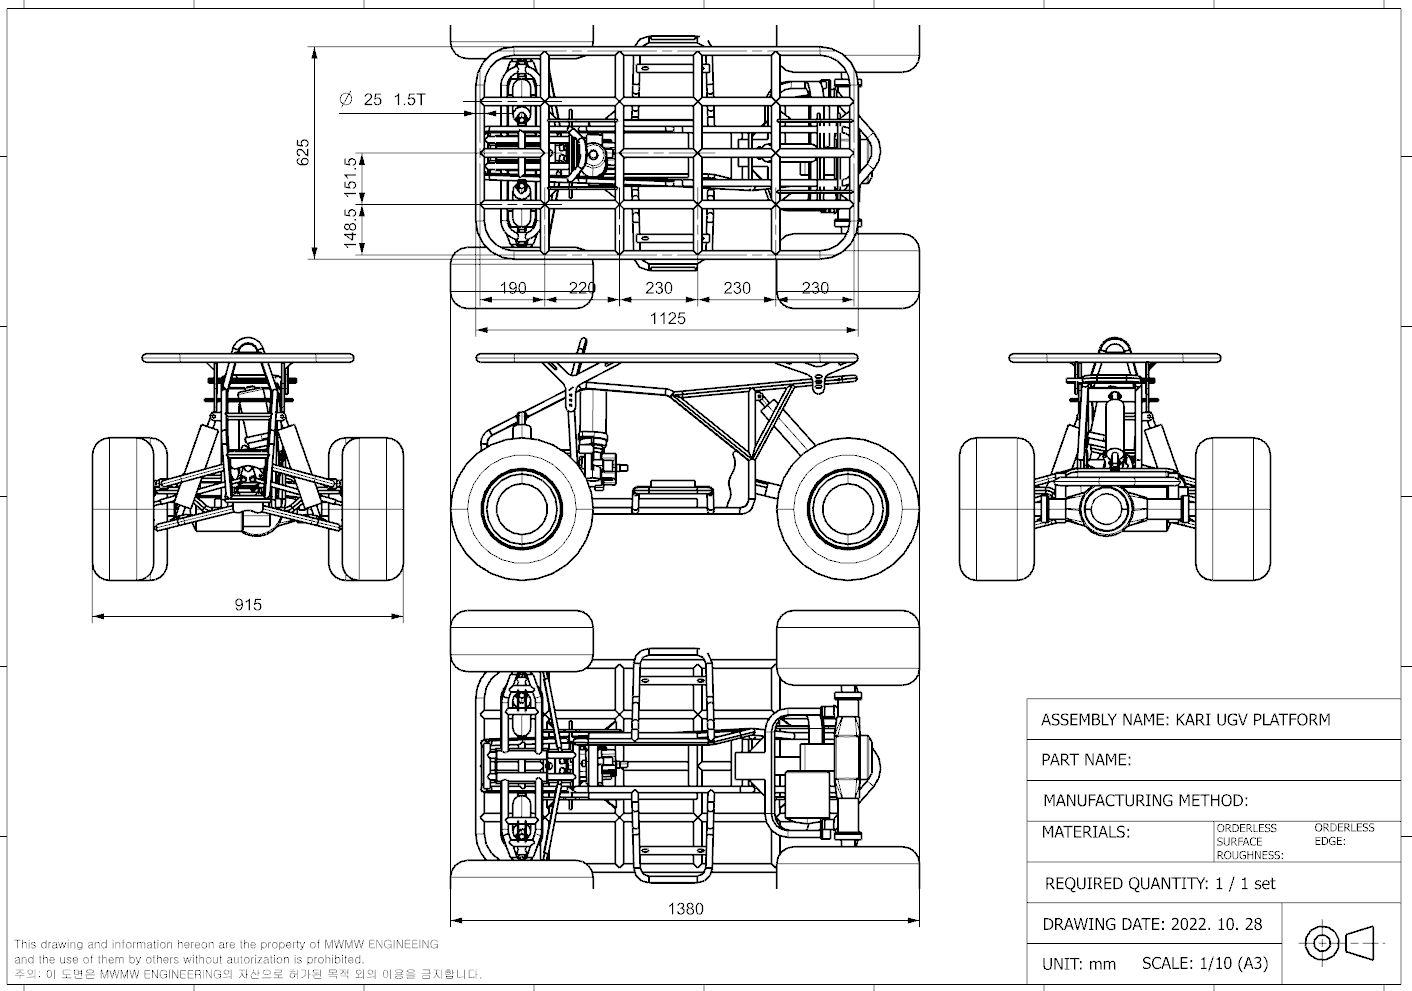 Ø 25 1.5T
625
151.5
148.5
190 220 230 230 230
1125
915
1380
ASSEMBLY NAME: KARI UGV PLATFORM
PART NAME:
MANUFACTURING METHOD:
MATERIALS:
ORDERLESS
SURFACE
ROUGHNESS:
ORDERLESS
EDGE:
REQUIRED QUANTITY: 1 / 1 set
DRAWING DATE: 2022. 10. 28
UNIT: mm SCALE: 1/10 (A3)
This drawing and information hereon are the property of MWMW ENGINEEING
and the use of them by others without autorization is prohibited.
주의: 이 도면은 MWMW ENGINEERING의 자산으로 허가된 목적 외의 이용을 금지합니다.